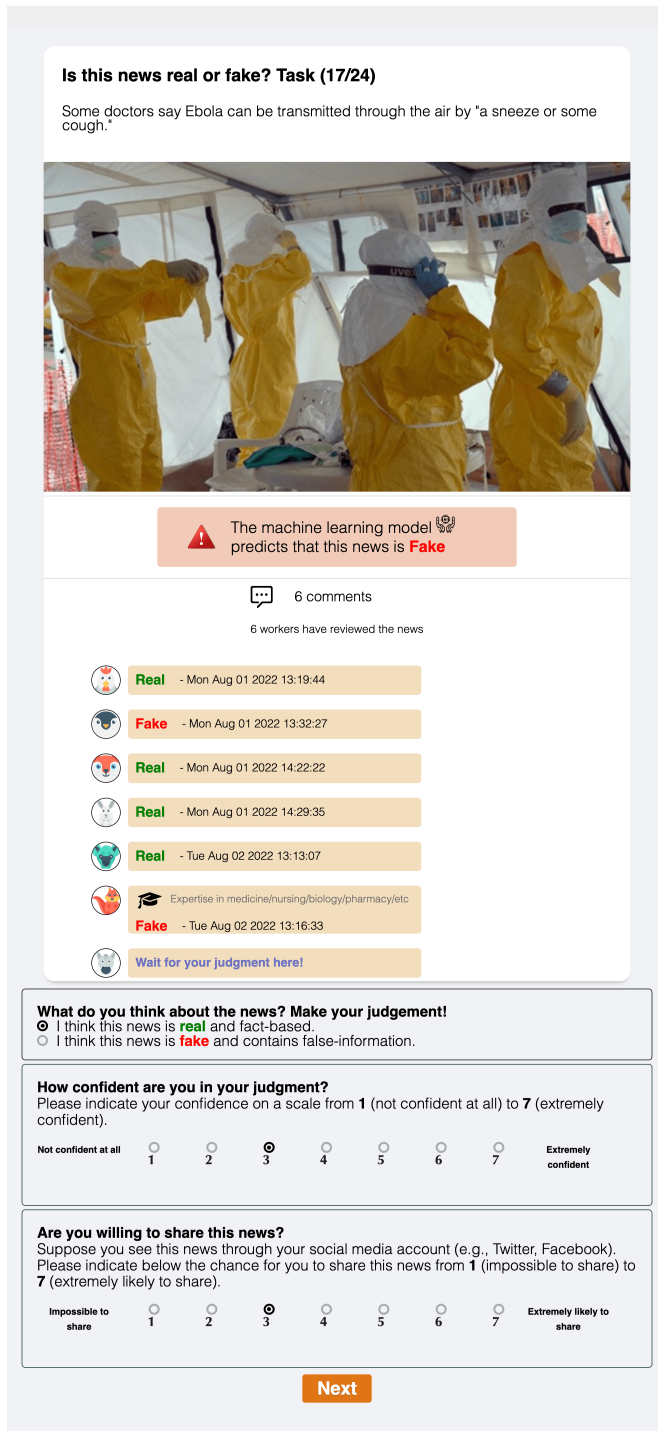 Is this news real or fake? Task (17/24)
Some doctors say Ebola can be transmitted through the air by "a sneeze or some
cough."
uvex
The machine learning model
predicts that this news is Fake
6 comments
6 workers have reviewed the news
Real - Mon Aug 01 2022 13:19:44
Fake - Mon Aug 01 2022 13:32:27
Real - Mon Aug 01 2022 14:22:22
Real - Mon Aug 01 2022 14:29:35
Real - Tue Aug 02 2022 13:13:07
Expertise in medicine/nursing/biology/pharmacy/etc
Fake - Tue Aug 02 2022 13:16:33
Wait for your judgment here!
What do you think about the news? Make your judgement!
I think this news is real and fact-based.
I think this news is fake and contains false-information.
How confident are you in your judgment?
Please indicate your confidence on a scale from 1 (not confident at all) to 7 (extremely
confident).
Not confident at all 1 2 3 4 5 6 7 Extremely
confident
Are you willing to share this news?
Suppose you see this news through your social media account (e.g., Twitter, Facebook).
Please indicate below the chance for you to share this news from 1 (impossible to share) to
7 (extremely likely to share).
Impossible to
share
1 2 3 4 5 6 7
Extremely likely to
share
Next